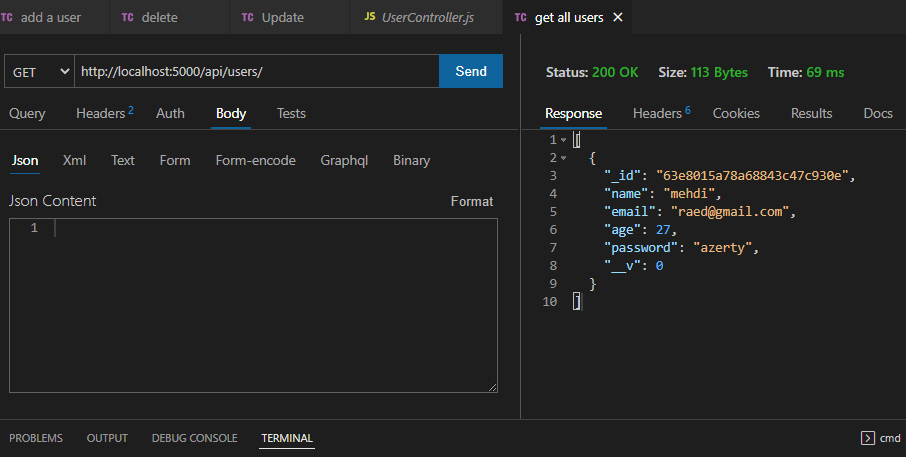 TC add a user TC delete TC Update JS UserController.js TC get all users ✕
GET http://localhost:5000/api/users/ Send
Status: 200 OK Size: 113 Bytes Time: 69 ms
Query Headers 2 Auth Body Tests
Response Headers 6 Cookies Results Docs
Json Xml Text Form Form-encode Graphql Binary
Json Content Format
1
1 [
2 {
3 "_id": "63e8015a78a68843c47c930e",
4 "name": "mehdi",
5 "email": "raed@gmail.com",
6 "age": 27,
7 "password": "azerty",
8 "__v": 0
9 }
10 ]
PROBLEMS OUTPUT DEBUG CONSOLE TERMINAL cmd